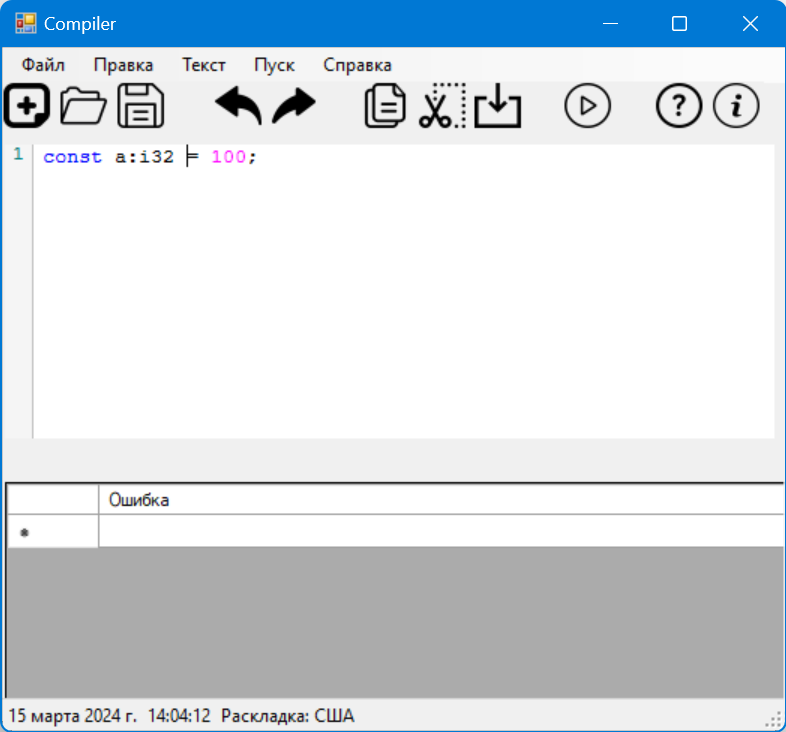 Compiler
Файл Правка Текст Пуск Справка
? i
1 const a:i32 = 100;
Ошибка
*
15 марта 2024 г. 14:04:12 Раскладка: США